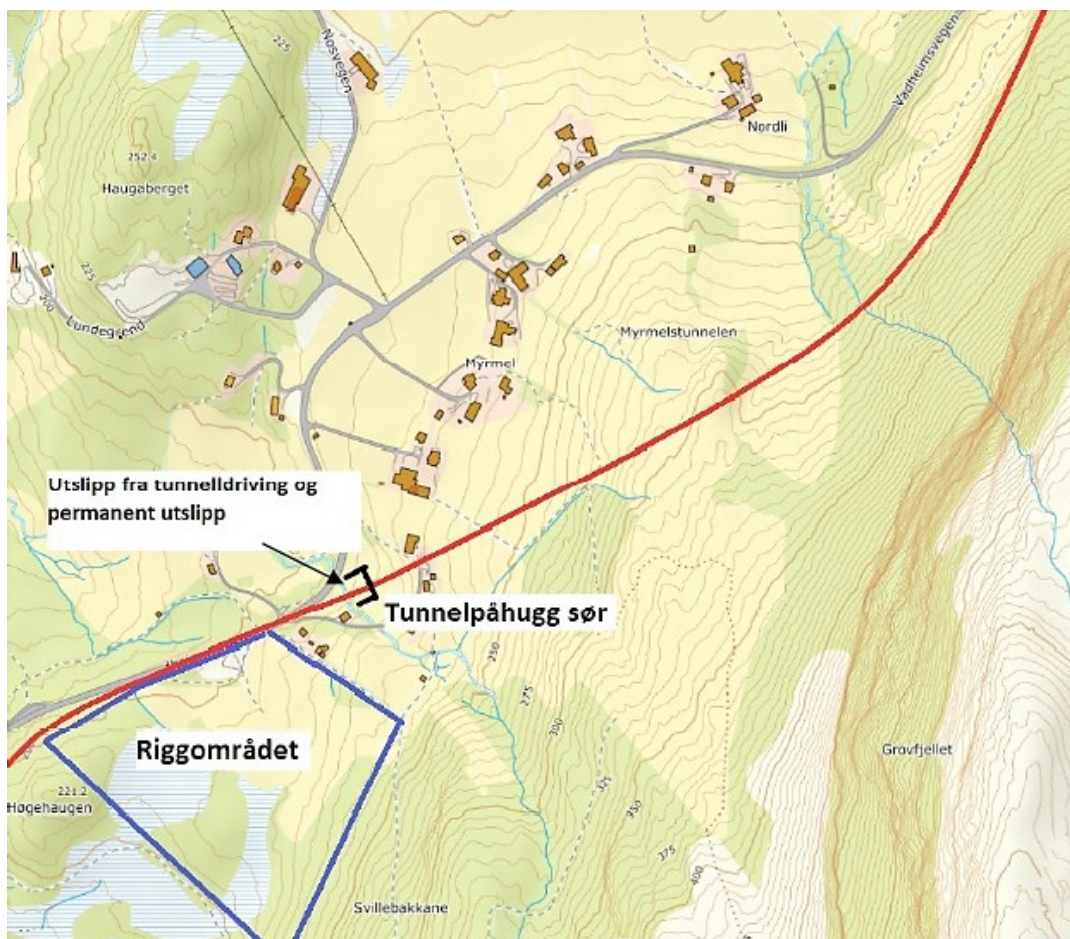 225
Nosvegen
Vadheimsvegen
Nordli
252.4
Haugaberget
225
200
Lundegrend
Myrmelstunnelen
Myrmel
Utslipp fra tunnelldriving og
permanent utslipp
Tunnelpåhugg sør
250
275
300
Riggområdet
Grovfjellet
221.2
Høgehaugen
325
350
375
400
Svillebakkane